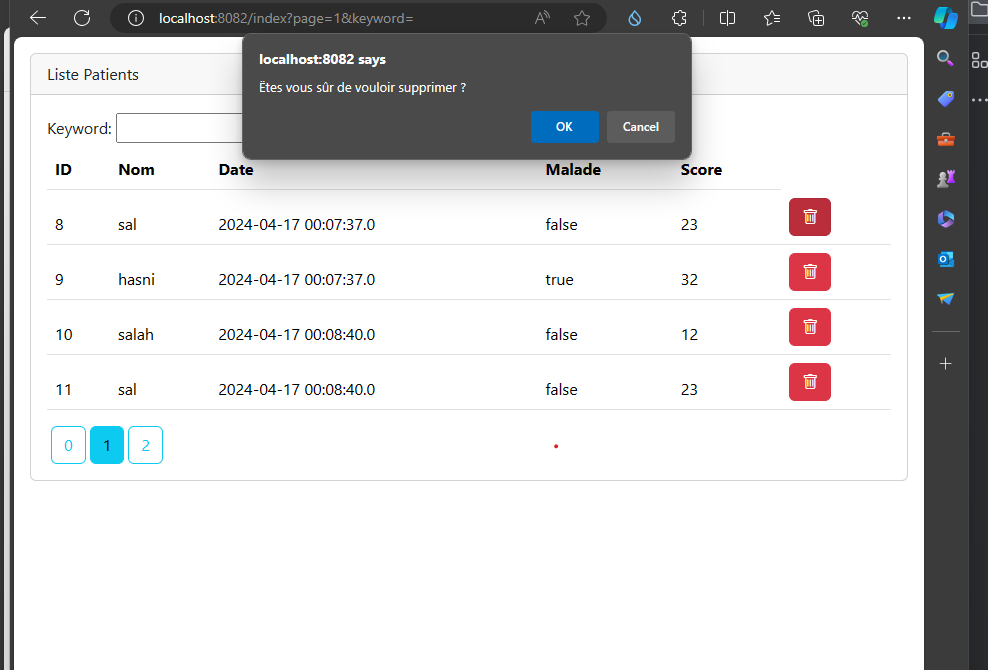 localhost:8082/index?page=1&keyword=
localhost:8082 says
Ëtes vous sûr de vouloir supprimer ?
OK Cancel
Liste Patients
Keyword:
ID Nom Date Malade Score
8 sal 2024-04-17 00:07:37.0 false 23
9 hasni 2024-04-17 00:07:37.0 true 32
10 salah 2024-04-17 00:08:40.0 false 12
11 sal 2024-04-17 00:08:40.0 false 23
0 1 2